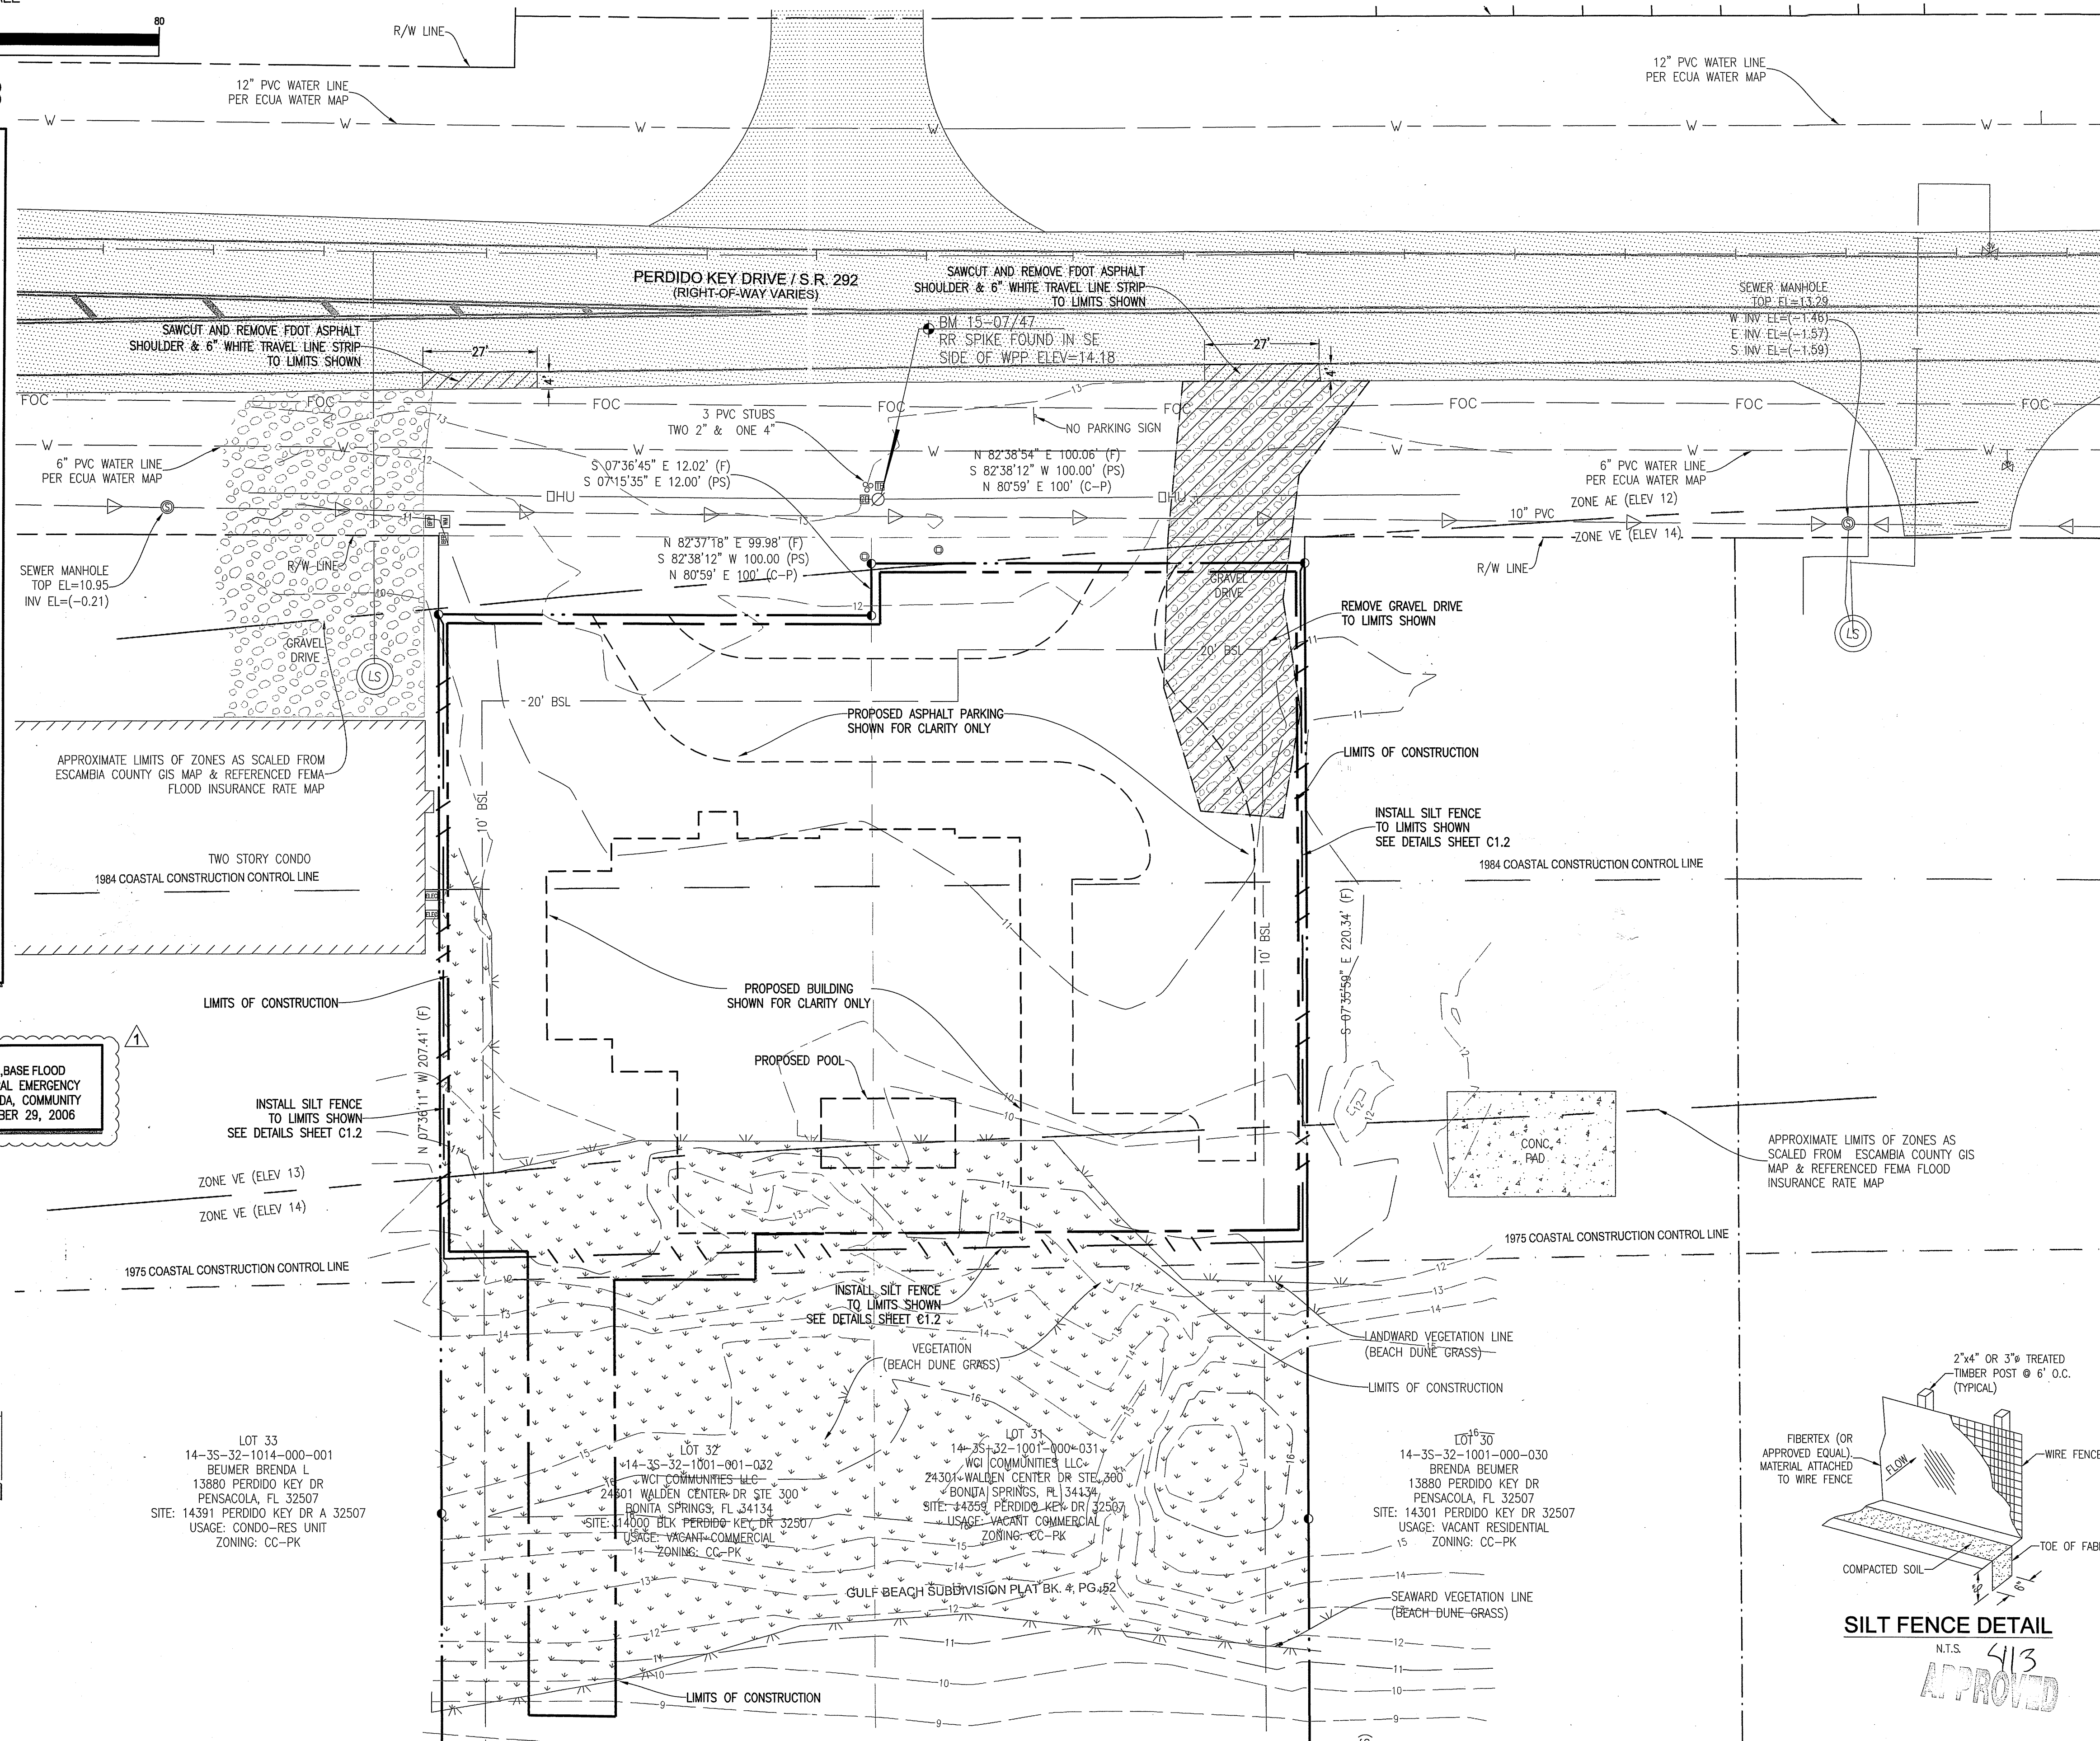 80
R/W LINE
12" PVC WATER LINE
PER ECUA WATER MAP
12" PVC WATER LINE
PER ECUA WATER MAP
W
W
W
W
W
W
W
PERDIDO KEY DRIVE / S.R. 292
(RIGHT-OF-WAY VARIES)
SAWCUT AND REMOVE FDOT ASPHALT
SHOULDER & 6" WHITE TRAVEL LINE STRIP
TO LIMITS SHOWN
SAWCUT AND REMOVE FDOT ASPHALT
SHOULDER & 6" WHITE TRAVEL LINE STRIP
TO LIMITS SHOWN
27'
4'
27'
4'
BM 15-07/47
RR SPIKE FOUND IN SE
SIDE OF WPP ELEV=14.18
SEWER MANHOLE
TOP EL=13.29
W INV EL=(-1.46)
E INV EL=(-1.57)
S INV EL=(-1.59)
FOC
FOC
FOC
FOC
FOC
FOC
FOC
FOC
3 PVC STUBS
TWO 2" & ONE 4"
NO PARKING SIGN
6" PVC WATER LINE
PER ECUA WATER MAP
S 07°36'45" E 12.02' (F)
S 07°15'35" E 12.00' (PS)
N 82°38'54" E 100.06' (F)
S 82°38'12" W 100.00' (PS)
N 80°59' E 100' (C-P)
6" PVC WATER LINE
PER ECUA WATER MAP
OHU
OHU
ZONE AE (ELEV 12)
10" PVC
ZONE VE (ELEV 14)
R/W LINE
N 82°37'18" E 99.98' (F)
S 82°38'12" W 100.00 (PS)
N 80°59' E 100' (C-P)
SEWER MANHOLE
TOP EL=10.95
INV EL=(-0.21)
R/W LINE
GRAVEL
DRIVE
LS
GRAVEL
DRIVE
LS
REMOVE GRAVEL DRIVE
TO LIMITS SHOWN
20' BSL
20' BSL
PROPOSED ASPHALT PARKING
SHOWN FOR CLARITY ONLY
LIMITS OF CONSTRUCTION
APPROXIMATE LIMITS OF ZONES AS SCALED FROM
ESCAMBIA COUNTY GIS MAP & REFERENCED FEMA
FLOOD INSURANCE RATE MAP
10' BSL
INSTALL SILT FENCE
TO LIMITS SHOWN
SEE DETAILS SHEET C1.2
TWO STORY CONDO
1984 COASTAL CONSTRUCTION CONTROL LINE
1984 COASTAL CONSTRUCTION CONTROL LINE
ELEC
ELEC
10' BSL
S 07°35'59" E 220.34' (F)
LIMITS OF CONSTRUCTION
PROPOSED BUILDING
SHOWN FOR CLARITY ONLY
N 07°36'11" W 207.41' (F)
1
,BASE FLOOD
AL EMERGENCY
DA, COMMUNITY
BER 29, 2006
PROPOSED POOL
INSTALL SILT FENCE
TO LIMITS SHOWN
SEE DETAILS SHEET C1.2
CONC.
PAD
APPROXIMATE LIMITS OF ZONES AS
SCALED FROM ESCAMBIA COUNTY GIS
MAP & REFERENCED FEMA FLOOD
INSURANCE RATE MAP
ZONE VE (ELEV 13)
ZONE VE (ELEV 14)
1975 COASTAL CONSTRUCTION CONTROL LINE
1975 COASTAL CONSTRUCTION CONTROL LINE
INSTALL SILT FENCE
TO LIMITS SHOWN
SEE DETAILS SHEET C1.2
VEGETATION
(BEACH DUNE GRASS)
LANDWARD VEGETATION LINE
(BEACH DUNE GRASS)
LIMITS OF CONSTRUCTION
LOT 33
14-3S-32-1014-000-001
BEUMER BRENDA L
13880 PERDIDO KEY DR
PENSACOLA, FL 32507
SITE: 14391 PERDIDO KEY DR A 32507
USAGE: CONDO-RES UNIT
ZONING: CC-PK
LOT 32
14-3S-32-1001-001-032
WCI COMMUNITIES LLC
24301 WALDEN CENTER DR STE 300
BONITA SPRINGS, FL 34134
SITE: 14000 BLK PERDIDO KEY DR 32507
USAGE: VACANT COMMERCIAL
ZONING: CC-PK
LOT 31
14-3S-32-1001-000-031
WCI COMMUNITIES LLC
24301 WALDEN CENTER DR STE 300
BONITA SPRINGS, FL 34134
SITE: 14359 PERDIDO KEY DR 32507
USAGE: VACANT COMMERCIAL
ZONING: CC-PK
LOT 30
14-3S-32-1001-000-030
BRENDA BEUMER
13880 PERDIDO KEY DR
PENSACOLA, FL 32507
SITE: 14301 PERDIDO KEY DR 32507
USAGE: VACANT RESIDENTIAL
ZONING: CC-PK
GULF BEACH SUBDIVISION PLAT BK. 4, PG. 52
SEAWARD VEGETATION LINE
(BEACH DUNE GRASS)
LIMITS OF CONSTRUCTION
2"x4" OR 3"ø TREATED
TIMBER POST @ 6' O.C.
(TYPICAL)
FIBERTEX (OR
APPROVED EQUAL)
MATERIAL ATTACHED
TO WIRE FENCE
FLOW
WIRE FENCE
TOE OF FAB
COMPACTED SOIL
6"
6"
SILT FENCE DETAIL
N.T.S.
APPROVED